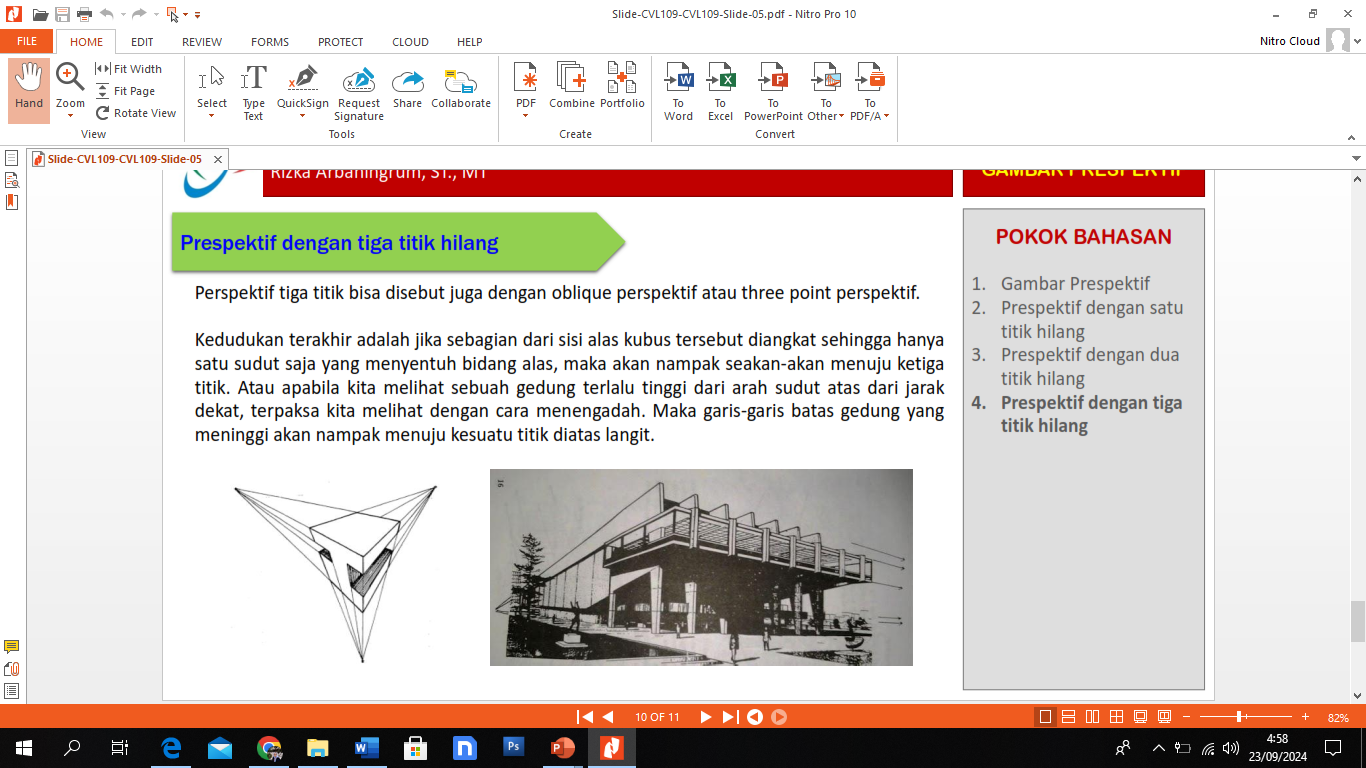 Slide-CVL109-CVL109-Slide-05.pdf - Nitro Pro 10
FILE
HOME
EDIT
REVIEW
FORMS
PROTECT
CLOUD
HELP
Nitro Cloud
Hand
Zoom
Fit Width
Fit Page
Rotate View
View
Select
Type Text
QuickSign
Request Signature
Share
Collaborate
Tools
PDF
Combine
Portfolio
Create
To Word
To Excel
To PowerPoint
To Other
To PDF/A
Convert
Slide-CVL109-CVL109-Slide-05
Rizka Arbaningrum, ST., MT
GAMBAR PRESPEKTIF
Prespektif dengan tiga titik hilang
Perspektif tiga titik bisa disebut juga dengan oblique perspektif atau three point perspektif.
Kedudukan terakhir adalah jika sebagian dari sisi alas kubus tersebut diangkat sehingga hanya
satu sudut saja yang menyentuh bidang alas, maka akan nampak seakan-akan menuju ketiga
titik. Atau apabila kita melihat sebuah gedung terlalu tinggi dari arah sudut atas dari jarak
dekat, terpaksa kita melihat dengan cara menengadah. Maka garis-garis batas gedung yang
meninggi akan nampak menuju kesuatu titik diatas langit.
16
POKOK BAHASAN
1. Gambar Prespektif
2. Prespektif dengan satu
titik hilang
3. Prespektif dengan dua
titik hilang
4. Prespektif dengan tiga
titik hilang
10 OF 11
82%
4:58
23/09/2024